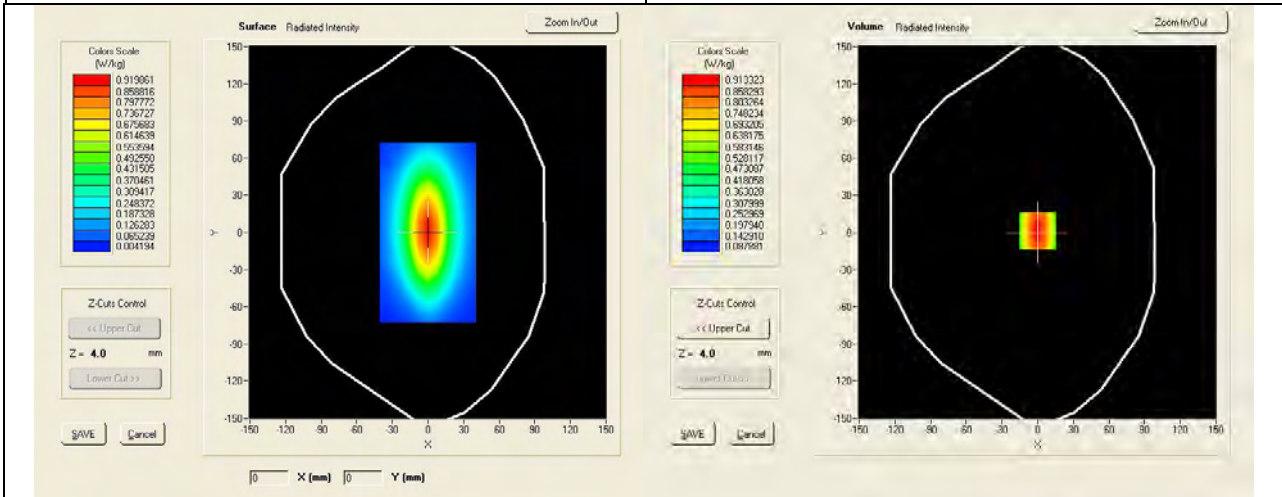 Surface Radiated Intensity
Zoom In/Out
Colors Scale
(W/kg)
0.919861
0.858816
0.797772
0.736727
0.675683
0.614639
0.553594
0.492550
0.431505
0.370461
0.309417
0.248372
0.187328
0.126283
0.065239
0.004194
Z-Cuts Control
<< Upper Cut
Z = 4.0 mm
Lower Cut >>
SAVE Cancel
150
120
90
60
30
0
-30
-60
-90
-120
-150
Y
-150 -120 -90 -60 -30 0 30 60 90 120 150
X
0 X (mm) 0 Y (mm)
Volume Radiated Intensity
Zoom In/Out
Colors Scale
(W/kg)
0.913323
0.858293
0.803264
0.748234
0.693205
0.638175
0.583146
0.528117
0.473087
0.418058
0.363028
0.307999
0.252969
0.197940
0.142910
0.087881
Z-Cuts Control
<< Upper Cut
Z = 4.0 mm
Lower Cut >>
SAVE Cancel
150
120
90
60
30
0
-30
-60
-90
-120
-150
Y
-150 -120 -90 -60 -30 0 30 60 90 120 150
X